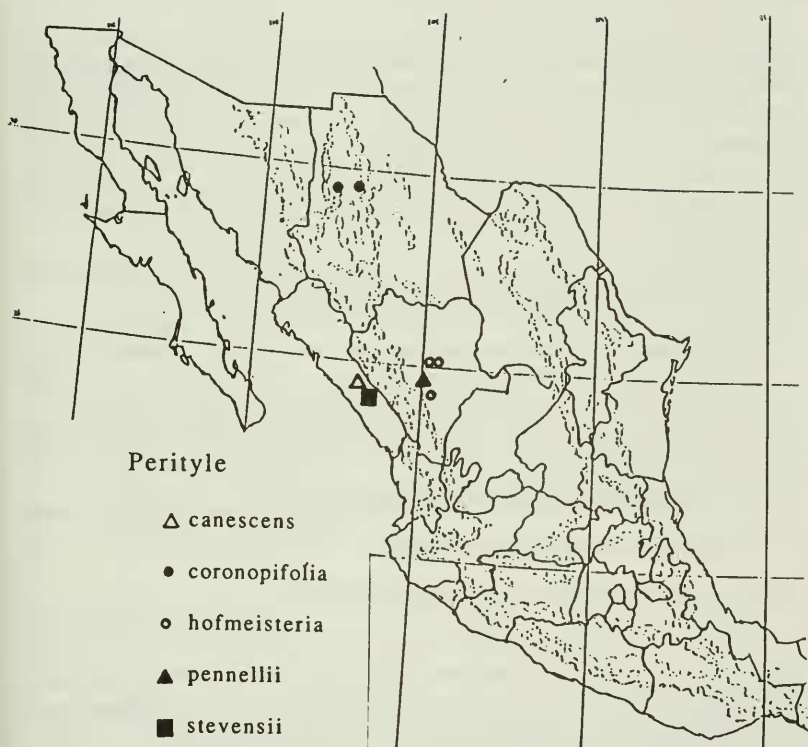 Perityle
canescens
coronopifolia
hofmeisteria
pennellii
stevensii